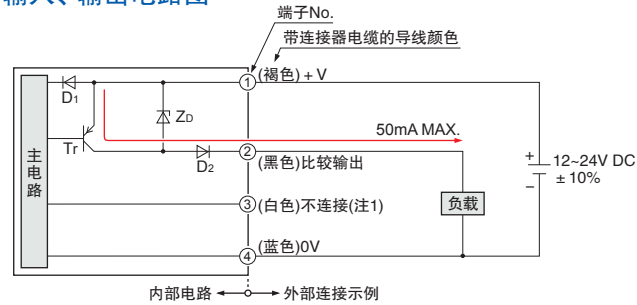 输入、输出电路图
端子No.
带连接器电缆的导线颜色
1 (褐色)+V
D1
ZD
50mA MAX.
Tr
D2
2 (黑色)比较输出
主电路
+ 12~24V DC
− ±10%
3 (白色)不连接(注1)
负载
4 (蓝色)0V
内部电路 外部连接示例